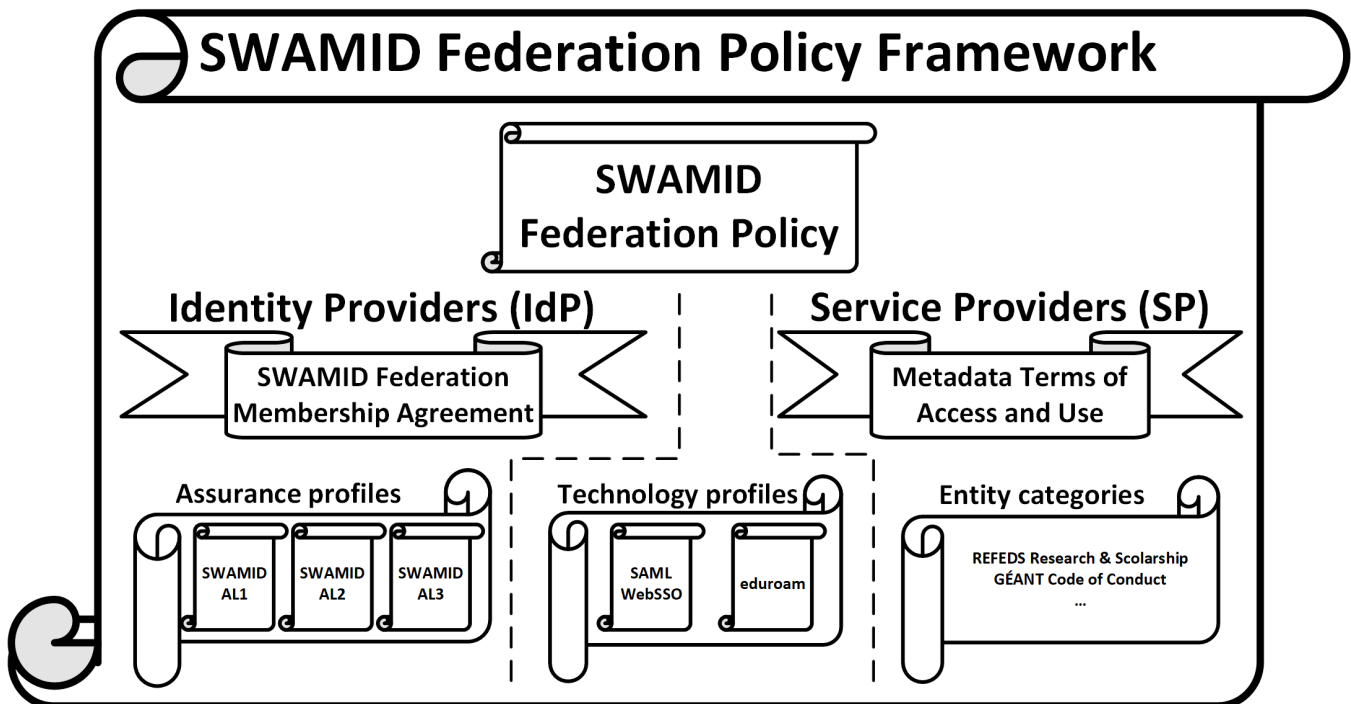 SWAMID Federation Policy Framework
SWAMID
Federation Policy
Identity Providers (IdP)
Service Providers (SP)
SWAMID Federation
Membership Agreement
Metadata Terms of
Access and Use
Assurance profiles
SWAMID
AL1
SWAMID
AL2
SWAMID
AL3
Technology profiles
SAML
WebSSO
eduroam
Entity categories
REFEDS Research & Scolarship
GÉANT Code of Conduct
...